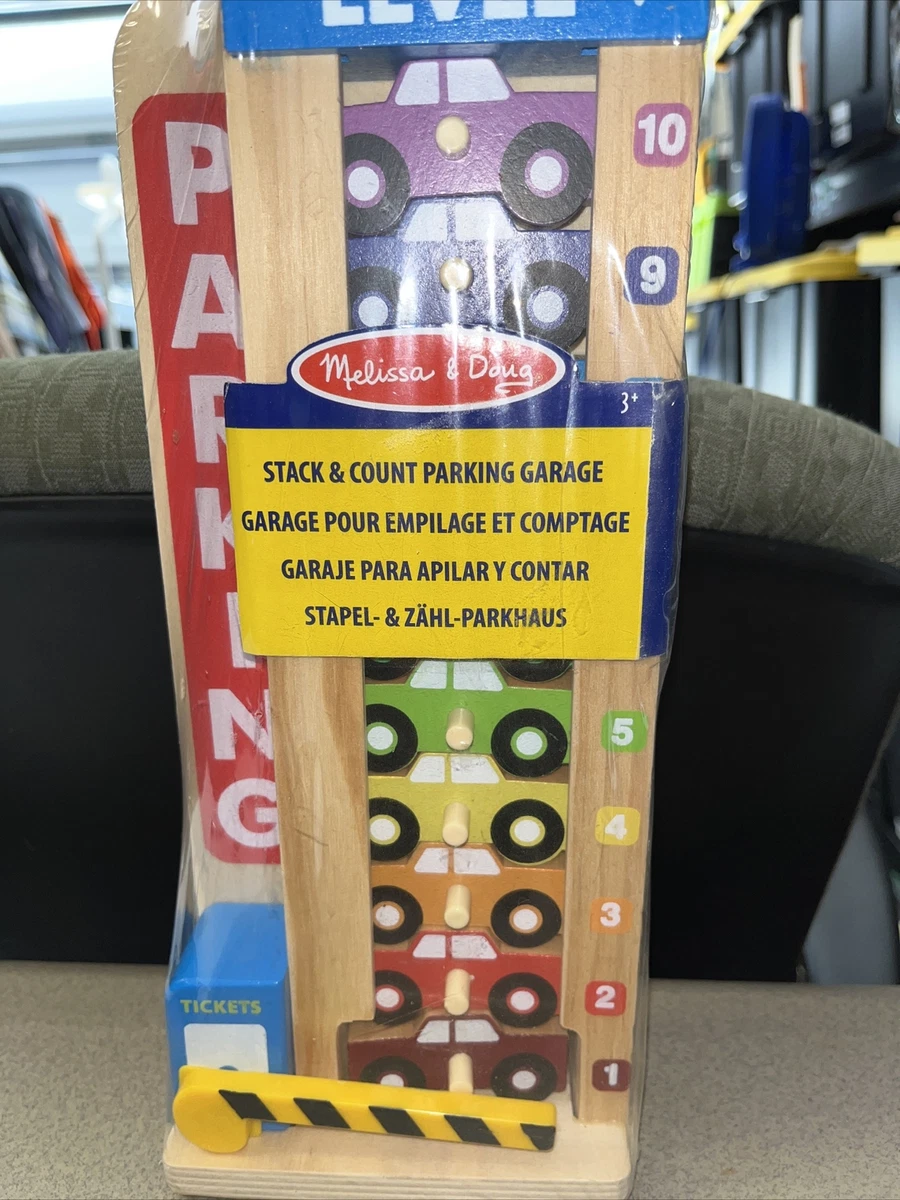 LEVEL
PARKING
10
9
Melissa & Doug
3+
STACK & COUNT PARKING GARAGE
GARAGE POUR EMPILAGE ET COMPTAGE
GARAJE PARA APILAR Y CONTAR
STAPEL- & ZÄHL-PARKHAUS
5
4
3
2
1
TICKETS